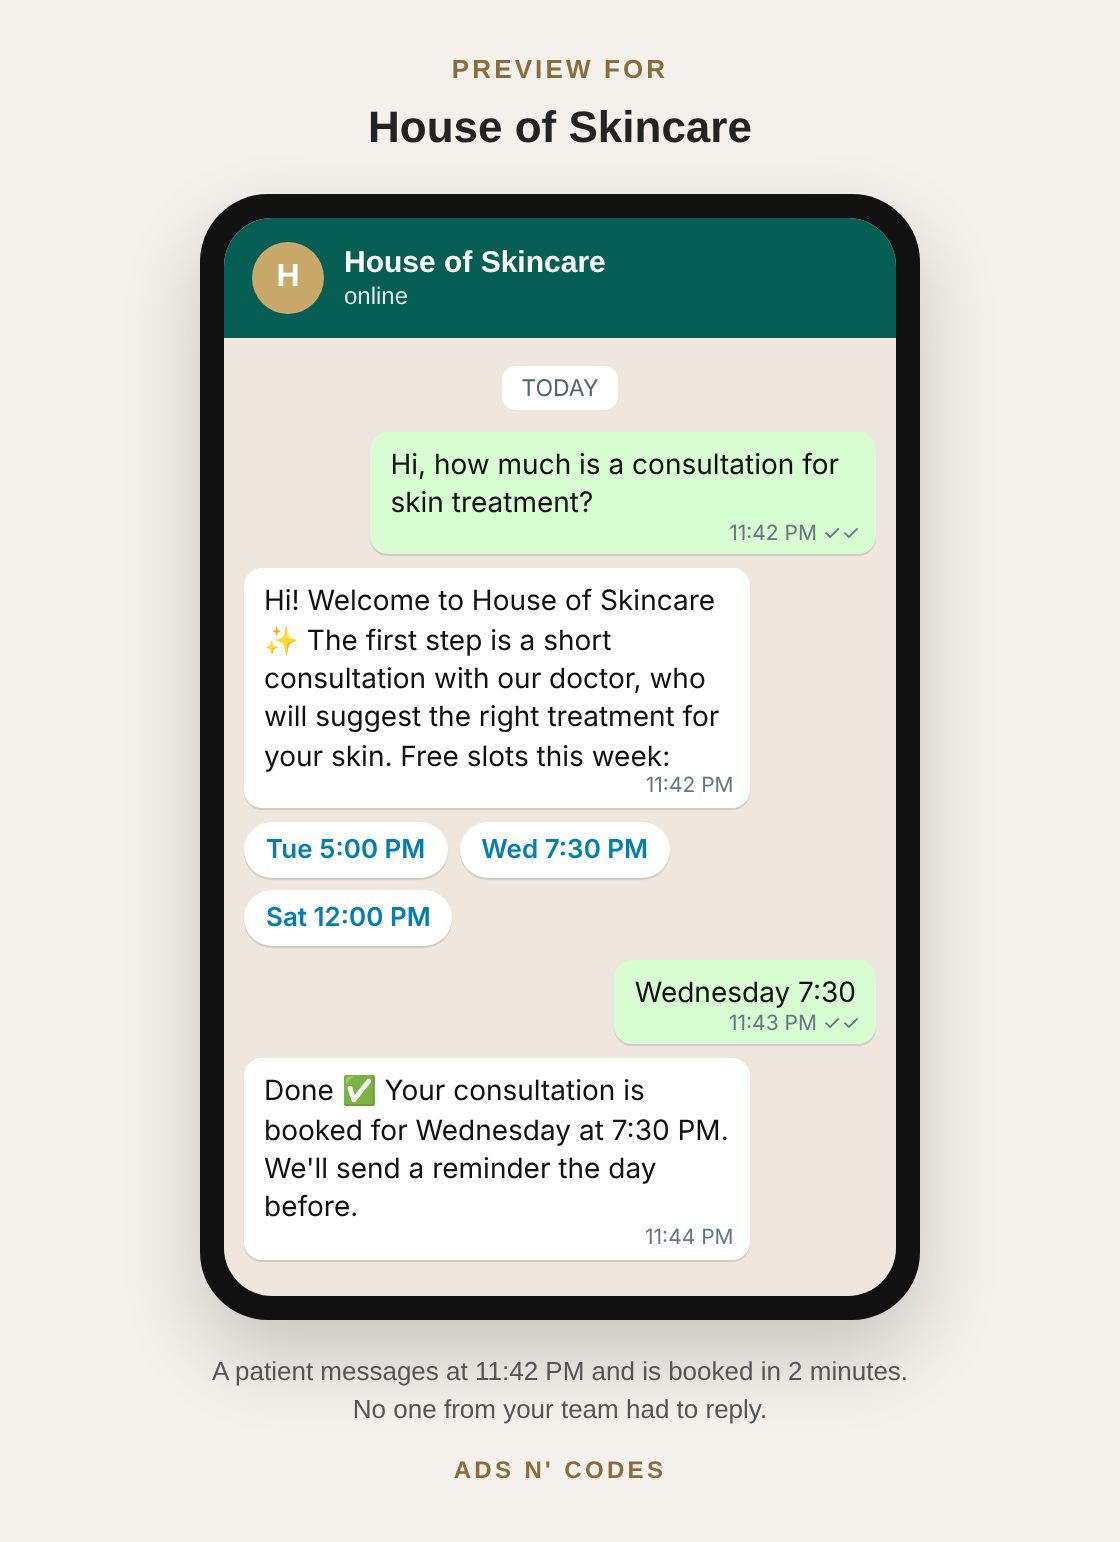 PREVIEW FOR
House of Skincare
H
House of Skincare
online
TODAY
Hi, how much is a consultation for
skin treatment?
11:42 PM ✓✓
Hi! Welcome to House of Skincare
✨ The first step is a short
consultation with our doctor, who
will suggest the right treatment for
your skin. Free slots this week:
11:42 PM
Tue 5:00 PM
Wed 7:30 PM
Sat 12:00 PM
Wednesday 7:30
11:43 PM ✓✓
Done ✅ Your consultation is
booked for Wednesday at 7:30 PM.
We'll send a reminder the day
before.
11:44 PM
A patient messages at 11:42 PM and is booked in 2 minutes.
No one from your team had to reply.
ADS N' CODES